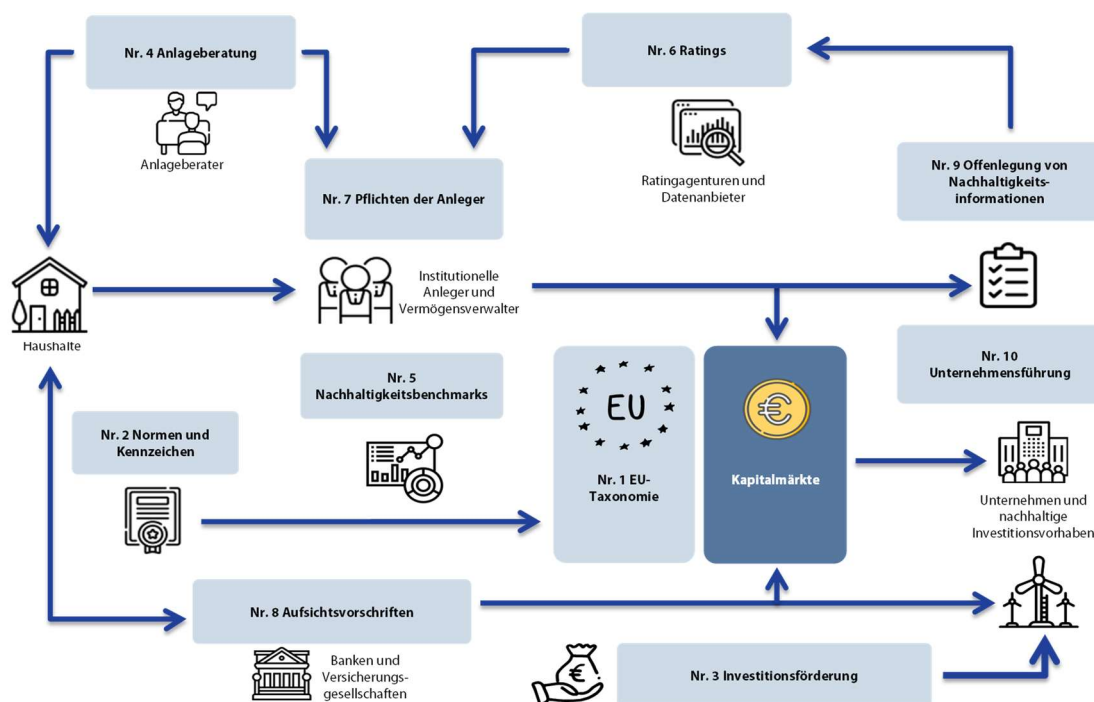 Nr. 4 Anlageberatung
Anlageberater
Nr. 6 Ratings
Ratingagenturen und
Datenanbieter
Nr. 7 Pflichten der Anleger
Nr. 9 Offenlegung von
Nachhaltigkeits-
informationen
Haushalte
Institutionelle
Anleger und
Vermögensverwalter
Nr. 5
Nachhaltigkeitsbenchmarks
EU
Nr. 1 EU-
Taxonomie
€
Kapitalmärkte
Nr. 10
Unternehmensführung
Nr. 2 Normen und
Kennzeichen
Unternehmen und
nachhaltige
Investitionsvorhaben
Nr. 8 Aufsichtsvorschriften
Banken und
Versicherungs-
gesellschaften
€
Nr. 3 Investitionsförderung